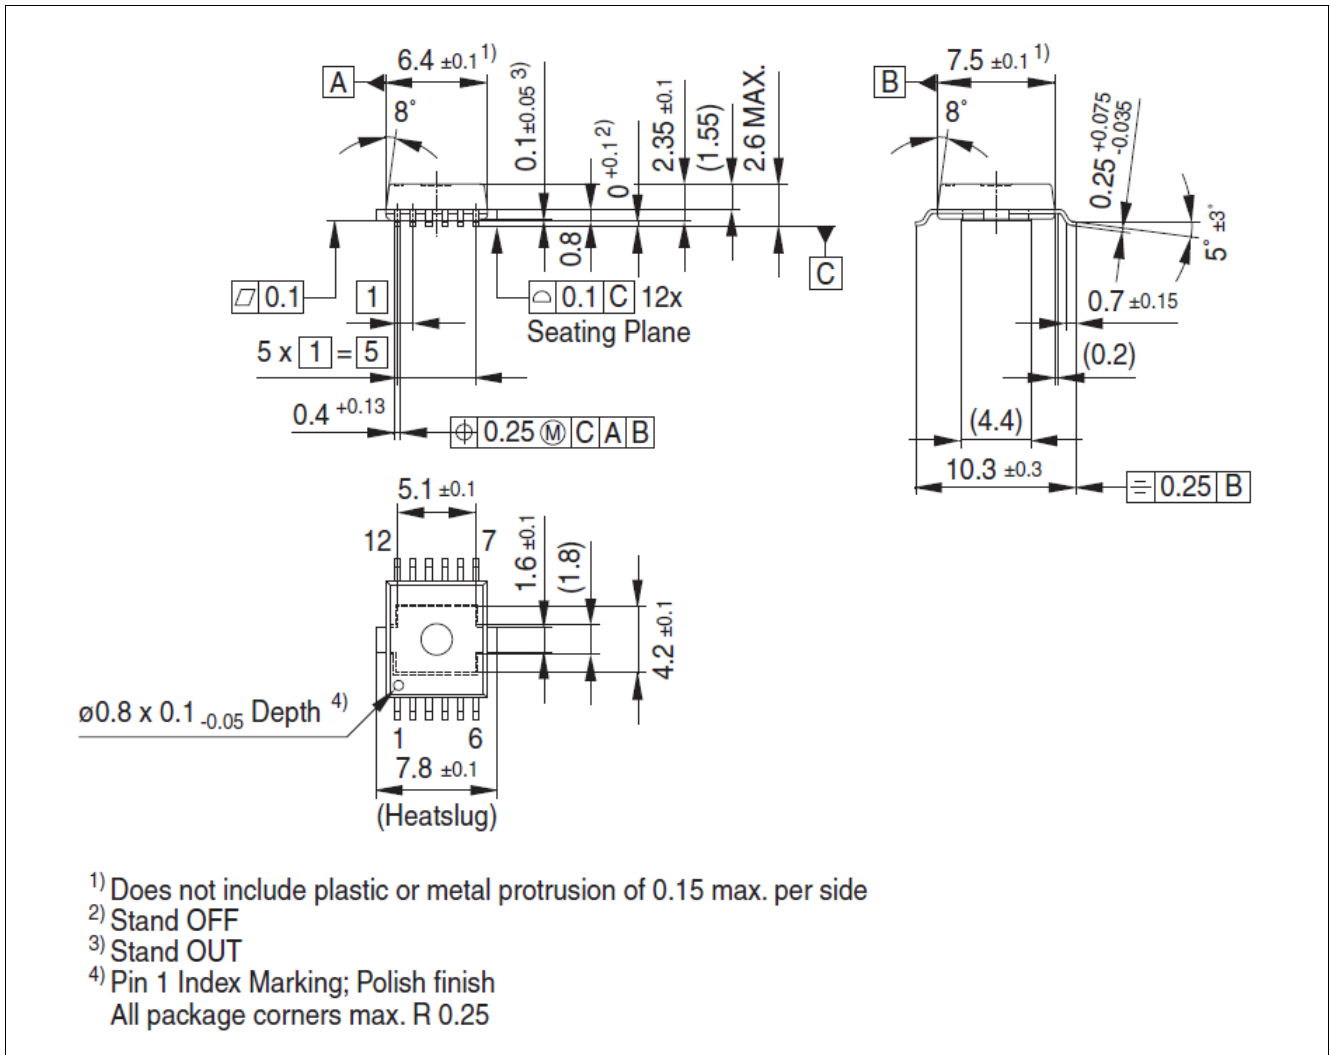 A
6.4 ±0.1 1)
8°
0.1±0.05 3)
0 +0.1 2)
2.35 ±0.1
(1.55)
2.6 MAX.
0.8
C
⏥ 0.1
1
⌓ 0.1 C 12x
Seating Plane
5 x 1 = 5
0.4 +0.13
⌖ 0.25 Ⓜ C A B
B
7.5 ±0.1 1)
8°
0.25 +0.075 -0.035
5° ±3°
0.7 ±0.15
(0.2)
(4.4)
10.3 ±0.3
⌯ 0.25 B
5.1 ±0.1
12
7
1.6 ±0.1
(1.8)
4.2 ±0.1
ø0.8 x 0.1 -0.05 Depth 4)
1
6
7.8 ±0.1
(Heatslug)
1) Does not include plastic or metal protrusion of 0.15 max. per side
2) Stand OFF
3) Stand OUT
4) Pin 1 Index Marking; Polish finish
All package corners max. R 0.25